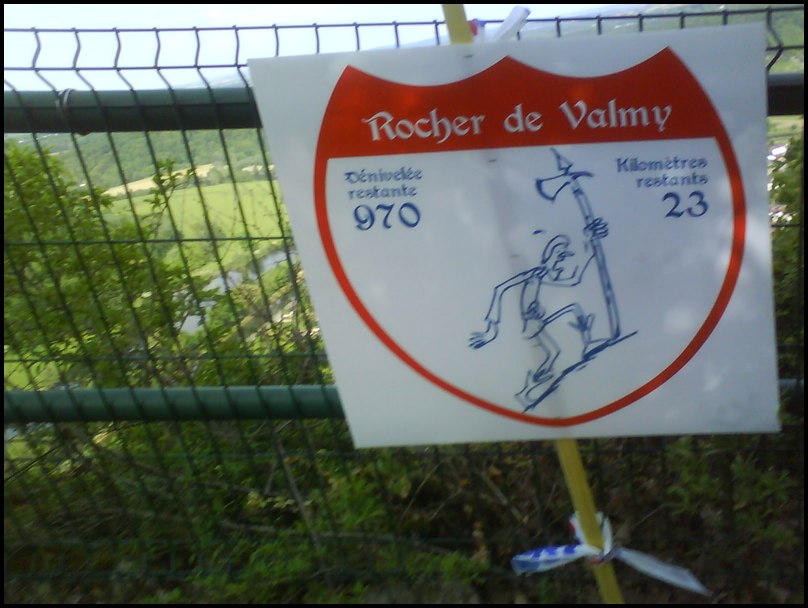 Rocher de Valmy
Dénivelée
restante
970
Kilomètres
restants
23